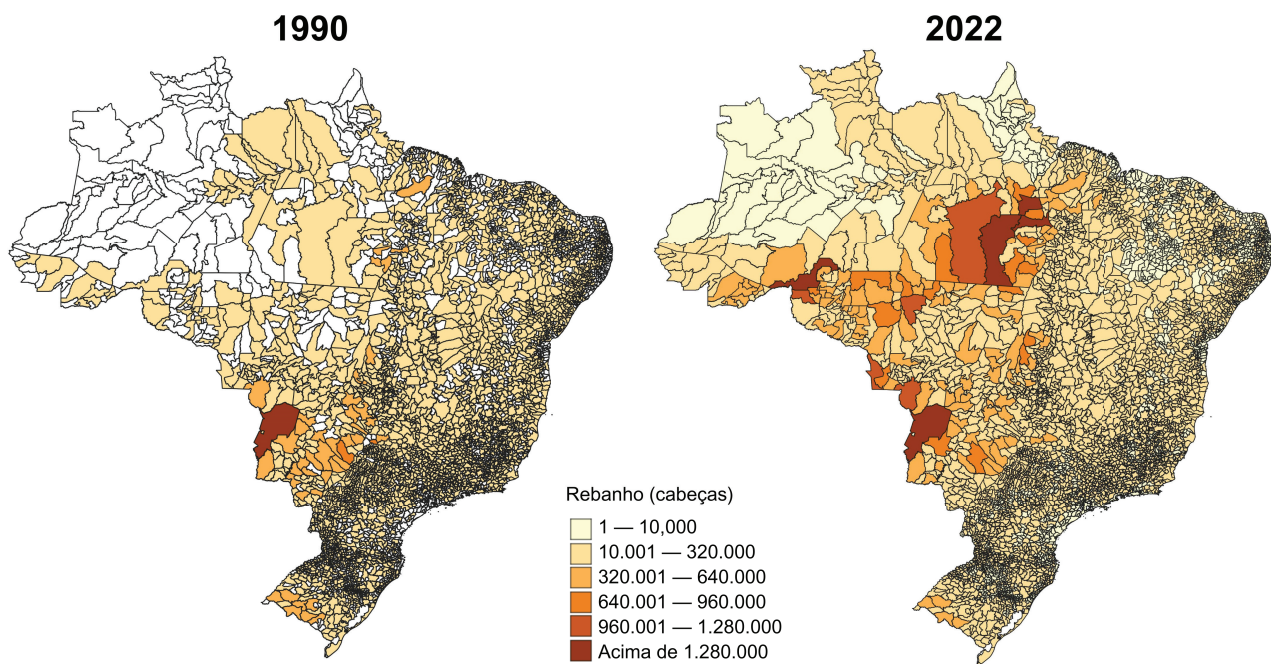 1990
2022
Rebanho (cabeças)
1 — 10,000
10.001 — 320.000
320.001 — 640.000
640.001 — 960.000
960.001 — 1.280.000
Acima de 1.280.000